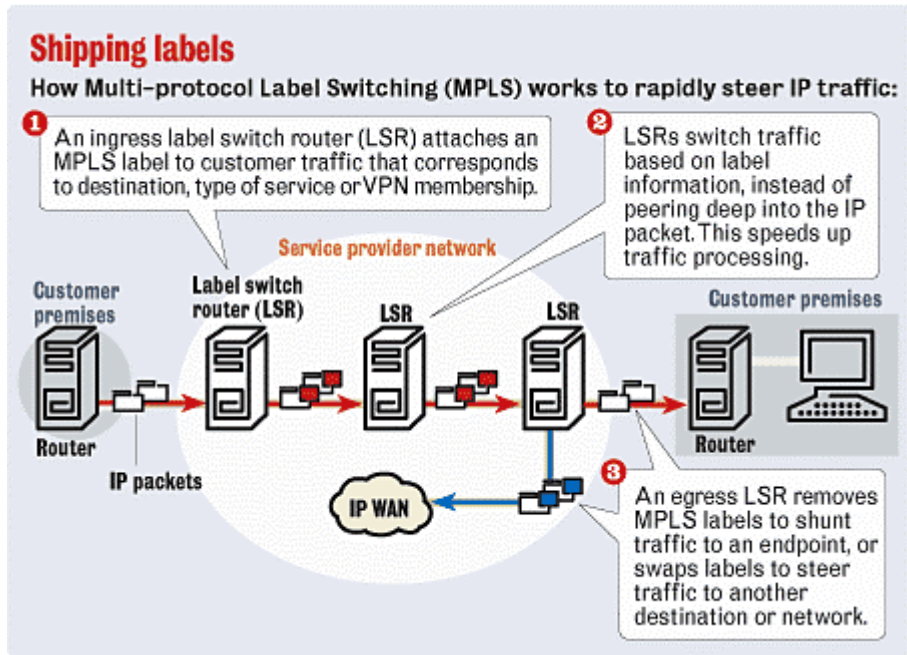 Shipping labels
How Multi-protocol Label Switching (MPLS) works to rapidly steer IP traffic:
1
An ingress label switch router (LSR) attaches an
MPLS label to customer traffic that corresponds
to destination, type of service or VPN membership.
2
LSRs switch traffic
based on label
information, instead of
peering deep into the IP
packet. This speeds up
traffic processing.
Service provider network
Customer
premises
Label switch
router (LSR)
LSR
LSR
Customer premises
Router
IP packets
Router
IP WAN
3
An egress LSR removes
MPLS labels to shunt
traffic to an endpoint, or
swaps labels to steer
traffic to another
destination or network.